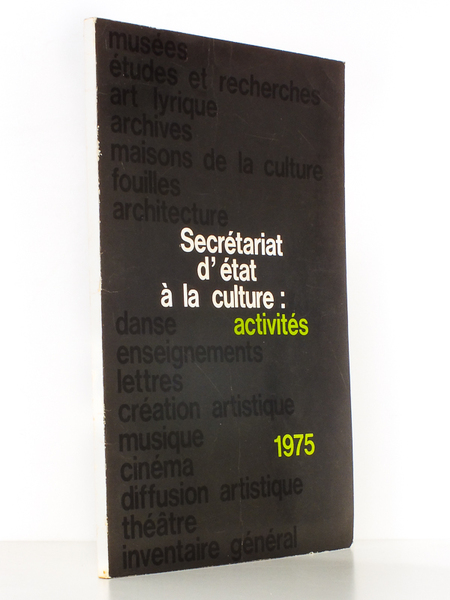 musées
études et recherches
art lyrique
archives
maisons de la culture
fouilles
architecture
Secrétariat
d'état
à la culture :
danse activités
enseignements
lettres
création artistique
musique 1975
cinéma
diffusion artistique
théâtre
inventaire général